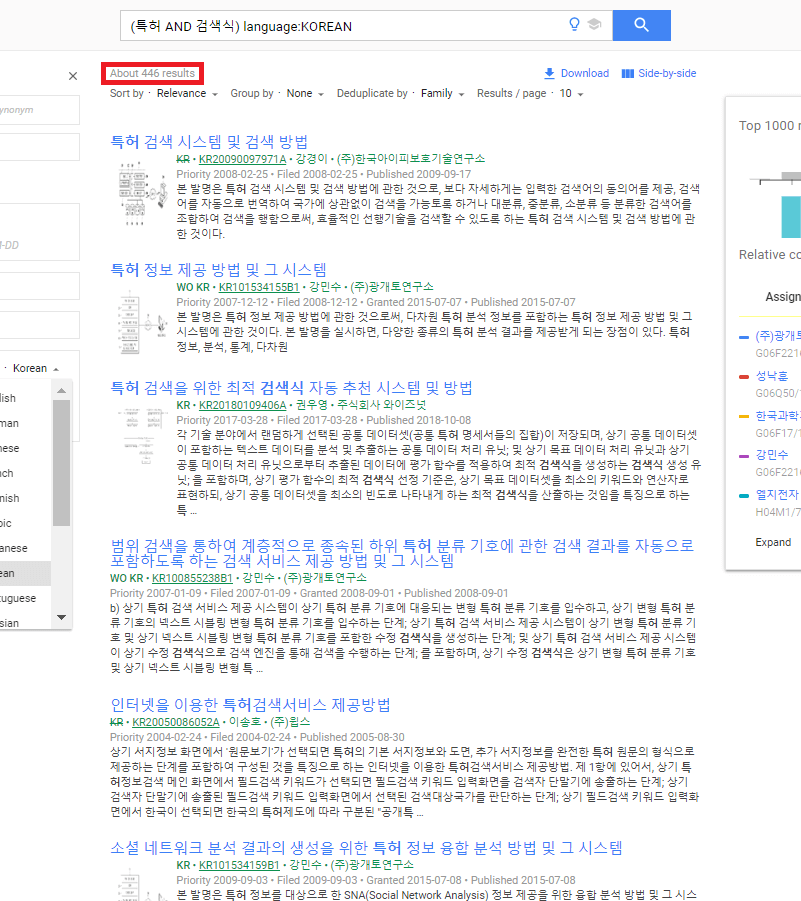 (특허 AND 검색식) language:KOREAN
About 446 results
Download
Side-by-side
Sort by · Relevance
Group by · None
Deduplicate by · Family
Results / page · 10
특허 검색 시스템 및 검색 방법
KR • KR20090097971A • 강경이 • (주)한국아이피보호기술연구소
Priority 2008-02-25 • Filed 2008-02-25 • Published 2009-09-17
본 발명은 특허 검색 시스템 및 검색 방법에 관한 것으로, 보다 자세하게는 입력한 검색어의 동의어를 제공, 검색
어를 자동으로 번역하여 국가에 상관없이 검색을 가능토록 하거나 대분류, 중분류, 소분류 등 분류한 검색어를
조합하여 검색을 행함으로써, 효율적인 선행기술을 검색할 수 있도록 하는 특허 검색 시스템 및 검색 방법에 관
한 것이다.
특허 정보 제공 방법 및 그 시스템
WO KR • KR101534155B1 • 강민수 • (주)광개토연구소
Priority 2007-12-12 • Filed 2008-12-12 • Granted 2015-07-07 • Published 2015-07-07
본 발명은 특허 정보 제공 방법에 관한 것으로써, 다차원 특허 분석 정보를 포함하는 특허 정보 제공 방법 및 그
시스템에 관한 것이다. 본 발명을 실시하면, 다양한 종류의 특허 분석 결과를 제공받게 되는 장점이 있다. 특허
정보, 분석, 통계, 다차원
특허 검색을 위한 최적 검색식 자동 추천 시스템 및 방법
KR • KR20180109406A • 권우영 • 주식회사 와이즈넛
Priority 2017-03-28 • Filed 2017-03-28 • Published 2018-10-08
각 기술 분야에서 랜덤하게 선택된 공통 데이터셋(공통 특허 명세서들의 집합)이 저장되며, 상기 공통 데이터셋
이 포함하는 텍스트 데이터를 분석 및 추출하는 공통 데이터 처리 유닛; 및 상기 목표 데이터 처리 유닛과 상기
공통 데이터 처리 유닛으로부터 추출된 데이터에 평가 함수를 적용하여 최적 검색식을 생성하는 검색식 생성 유
닛; 을 포함하며, 상기 평가 함수의 최적 검색식 선정 기준은, 상기 목표 데이터셋을 최소의 키워드와 연산자로
표현하되, 상기 공통 데이터셋을 최소의 빈도로 나타내게 하는 최적 검색식을 산출하는 것임을 특징으로 하는
특 …
범위 검색을 통하여 계층적으로 종속된 하위 특허 분류 기호에 관한 검색 결과를 자동으로
포함하도록 하는 검색 서비스 제공 방법 및 그 시스템
WO KR • KR100855238B1 • 강민수 • (주)광개토연구소
Priority 2007-01-09 • Filed 2007-01-09 • Granted 2008-09-01 • Published 2008-09-01
b) 상기 특허 검색 서비스 제공 시스템이 상기 특허 분류 기호에 대응되는 변형 특허 분류 기호를 입수하고, 상기 변형 특허 분
류 기호의 넥스트 시블링 변형 특허 분류 기호를 입수하는 단계; 상기 특허 검색 서비스 제공 시스템이 상기 변형 특허 분류 기
호 및 상기 넥스트 시블링 변형 특허 분류 기호를 포함한 수정 검색식을 생성하는 단계; 및 상기 특허 검색 서비스 제공 시스템
이 상기 수정 검색식으로 검색 엔진을 통해 검색을 수행하는 단계; 를 포함하며, 상기 수정 검색식은 상기 변형 특허 분류 기호
및 상기 넥스트 시블링 변형 특 …
인터넷을 이용한 특허검색서비스 제공방법
KR • KR20050086052A • 이송호 • (주)윕스
Priority 2004-02-24 • Filed 2004-02-24 • Published 2005-08-30
상기 서지정보 화면에서 '원문보기'가 선택되면 특허의 기본 서지정보와 도면, 추가 서지정보를 완전한 특허 원문의 형식으로
제공하는 단계를 포함하여 구성된 것을 특징으로 하는 인터넷을 이용한 특허검색서비스 제공방법. 제 1항에 있어서, 상기 특
허정보검색 메인 화면에서 필드검색 키워드가 선택되면 필드검색 키워드 입력화면을 검색자 단말기에 송출하는 단계; 상기
검색자 단말기에 송출된 필드검색 키워드 입력화면에서 선택된 검색대상국가를 판단하는 단계; 상기 필드검색 키워드 입력화
면에서 한국이 선택되면 한국의 특허제도에 따라 구분된 "공개특 …
소셜 네트워크 분석 결과의 생성을 위한 특허 정보 융합 분석 방법 및 그 시스템
KR • KR101534159B1 • 강민수 • (주)광개토연구소
Priority 2009-09-03 • Filed 2009-09-03 • Granted 2015-07-08 • Published 2015-07-08
본 발명은 특허 정보를 대상으로 한 SNA(Social Network Analysis) 정보 제공을 위한 융합 분석 방법 및 그 시스
ynonym
M-DD
· Korean
lish
man
nese
nch
nish
bic
anese
ean
tuguese
sian
Top 1000 r
Relative co
Assign
(주)광개토
G06F221
성낙훈
G06Q50/
한국과학
G06F17/1
강민수
G06F221
엘지전자
H04M1/7
Expand